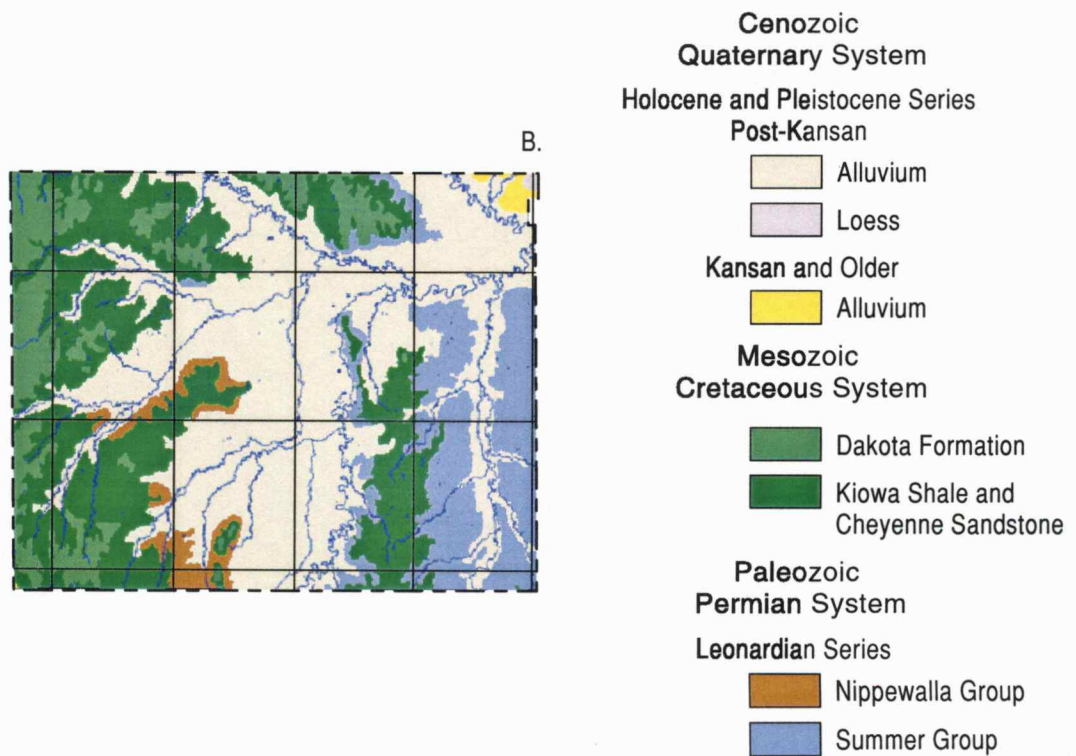 B.
Cenozoic
Quaternary System
Holocene and Pleistocene Series
Post-Kansan
Alluvium
Loess
Kansan and Older
Alluvium
Mesozoic
Cretaceous System
Dakota Formation
Kiowa Shale and
Cheyenne Sandstone
Paleozoic
Permian System
Leonardian Series
Nippewalla Group
Summer Group